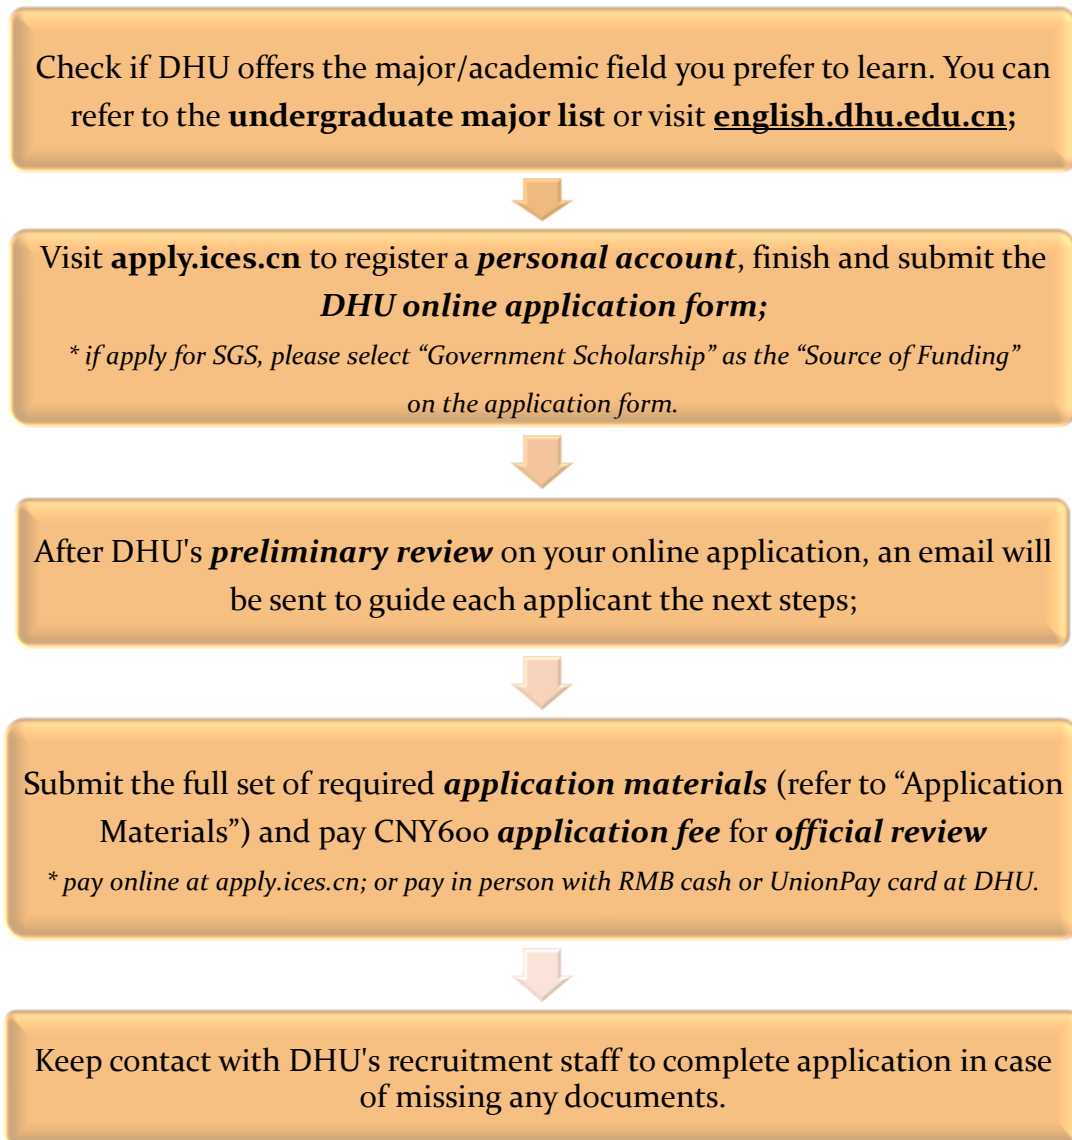 Check if DHU offers the major/academic field you prefer to learn. You can
refer to the undergraduate major list or visit english.dhu.edu.cn;
Visit apply.ices.cn to register a personal account, finish and submit the
DHU online application form;
* if apply for SGS, please select “Government Scholarship” as the “Source of Funding”
on the application form.
After DHU's preliminary review on your online application, an email will
be sent to guide each applicant the next steps;
Submit the full set of required application materials (refer to “Application
Materials”) and pay CNY600 application fee for official review
* pay online at apply.ices.cn; or pay in person with RMB cash or UnionPay card at DHU.
Keep contact with DHU's recruitment staff to complete application in case
of missing any documents.